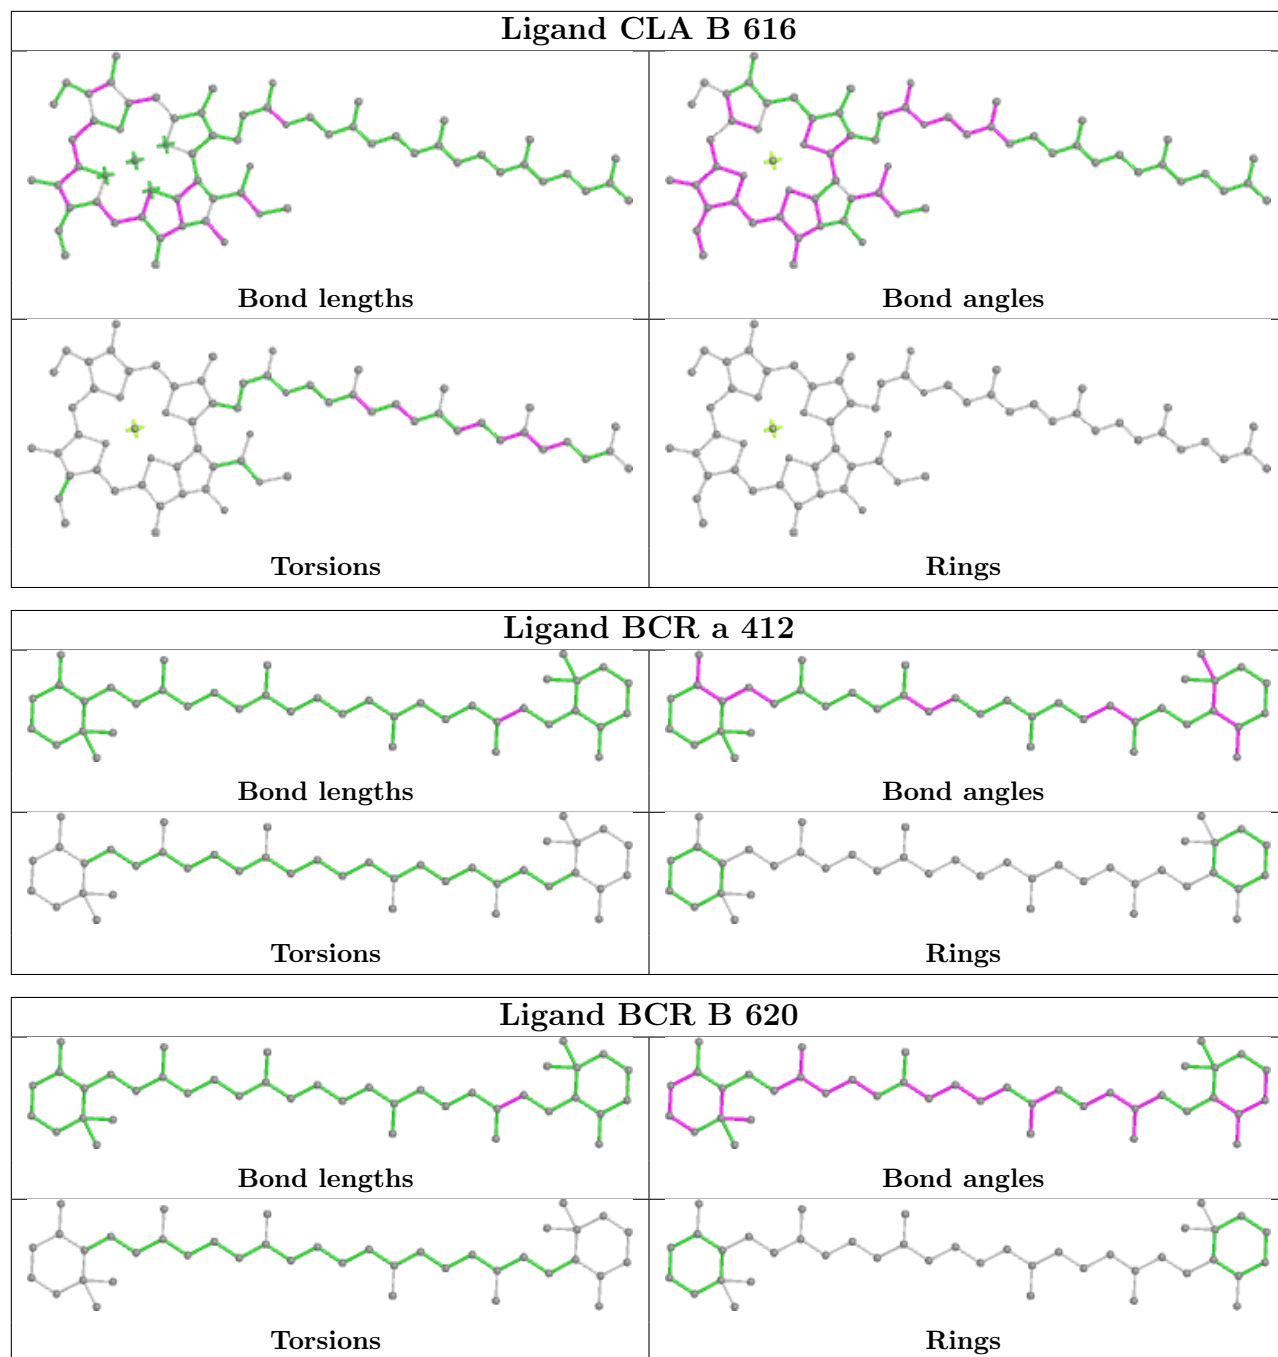 Ligand CLA B 616
Bond lengths
Bond angles
Torsions
Rings
Ligand BCR a 412
Bond lengths
Bond angles
Torsions
Rings
Ligand BCR B 620
Bond lengths
Bond angles
Torsions
Rings